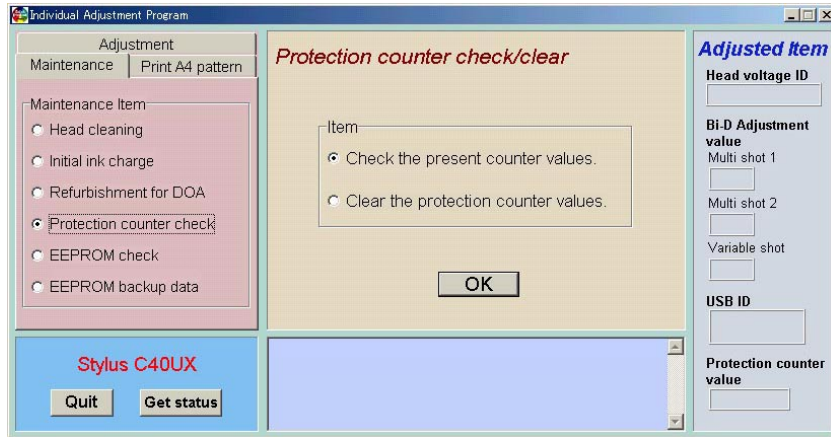 Individual Adjustment Program
Adjustment
Maintenance
Print A4 pattern
Maintenance Item
Head cleaning
Initial ink charge
Refurbishment for DOA
Protection counter check
EEPROM check
EEPROM backup data
Stylus C40UX
Quit
Get status
Protection counter check/clear
Item
Check the present counter values.
Clear the protection counter values.
OK
Adjusted Item
Head voltage ID
Bi-D Adjustment
value
Multi shot 1
Multi shot 2
Variable shot
USB ID
Protection counter
value